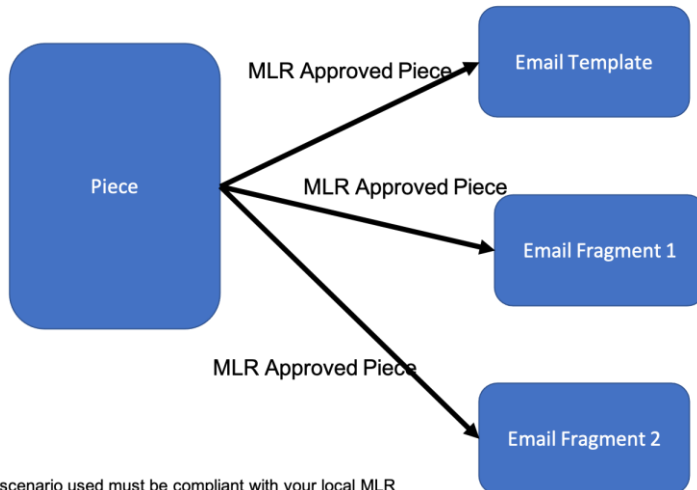 Email Template
MLR Approved Piece
Piece
MLR Approved Piece
Email Fragment 1
MLR Approved Piece
Email Fragment 2
scenario used must be compliant with your local MLR